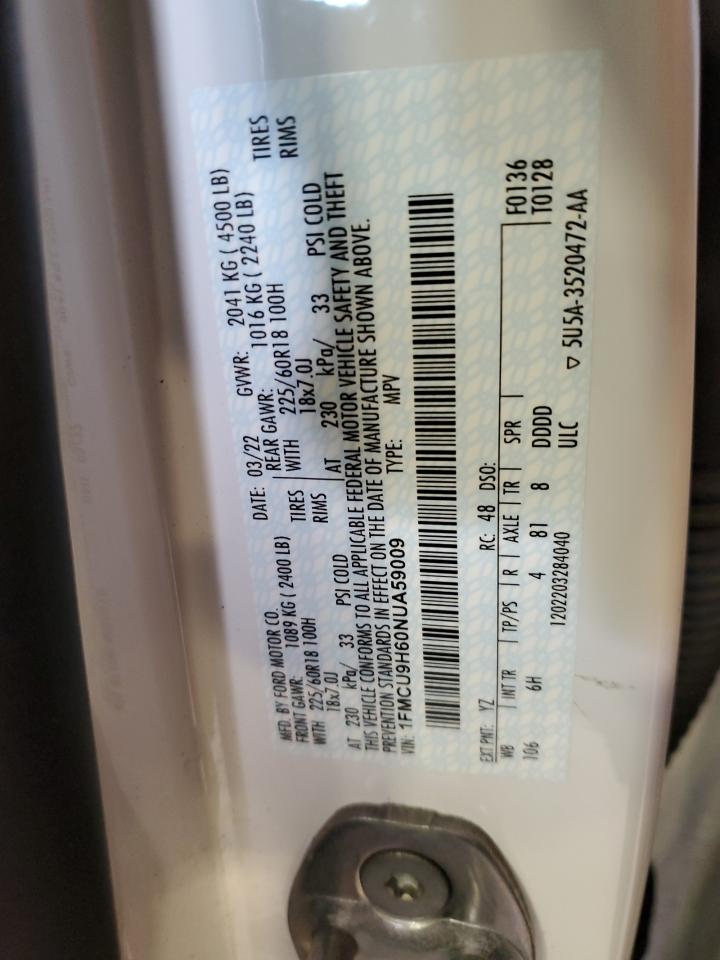 MFD. BY FORD MOTOR CO.
DATE: 03/22 GVWR: 2041 KG ( 4500 LB)
FRONT GAWR: 1089 KG ( 2400 LB) REAR GAWR: 1016 KG ( 2240 LB)
WITH 225/60R18 100H TIRES WITH 225/60R18 100H TIRES
18x7.0J RIMS 18x7.0J RIMS
AT 230 kPa/ 33 PSI COLD AT 230 kPa/ 33 PSI COLD
THIS VEHICLE CONFORMS TO ALL APPLICABLE FEDERAL MOTOR VEHICLE SAFETY AND THEFT
PREVENTION STANDARDS IN EFFECT ON THE DATE OF MANUFACTURE SHOWN ABOVE.
VIN: 1FMCU9H60NUA59009 TYPE: MPV
EXT PNT: YZ RC: 48 DSO:
WB INT TR TP/PS R AXLE TR SPR F0136
106 6H 4 81 8 DDDD T0128
1202203284040 ULC ▽ 5U5A-3520472-AA